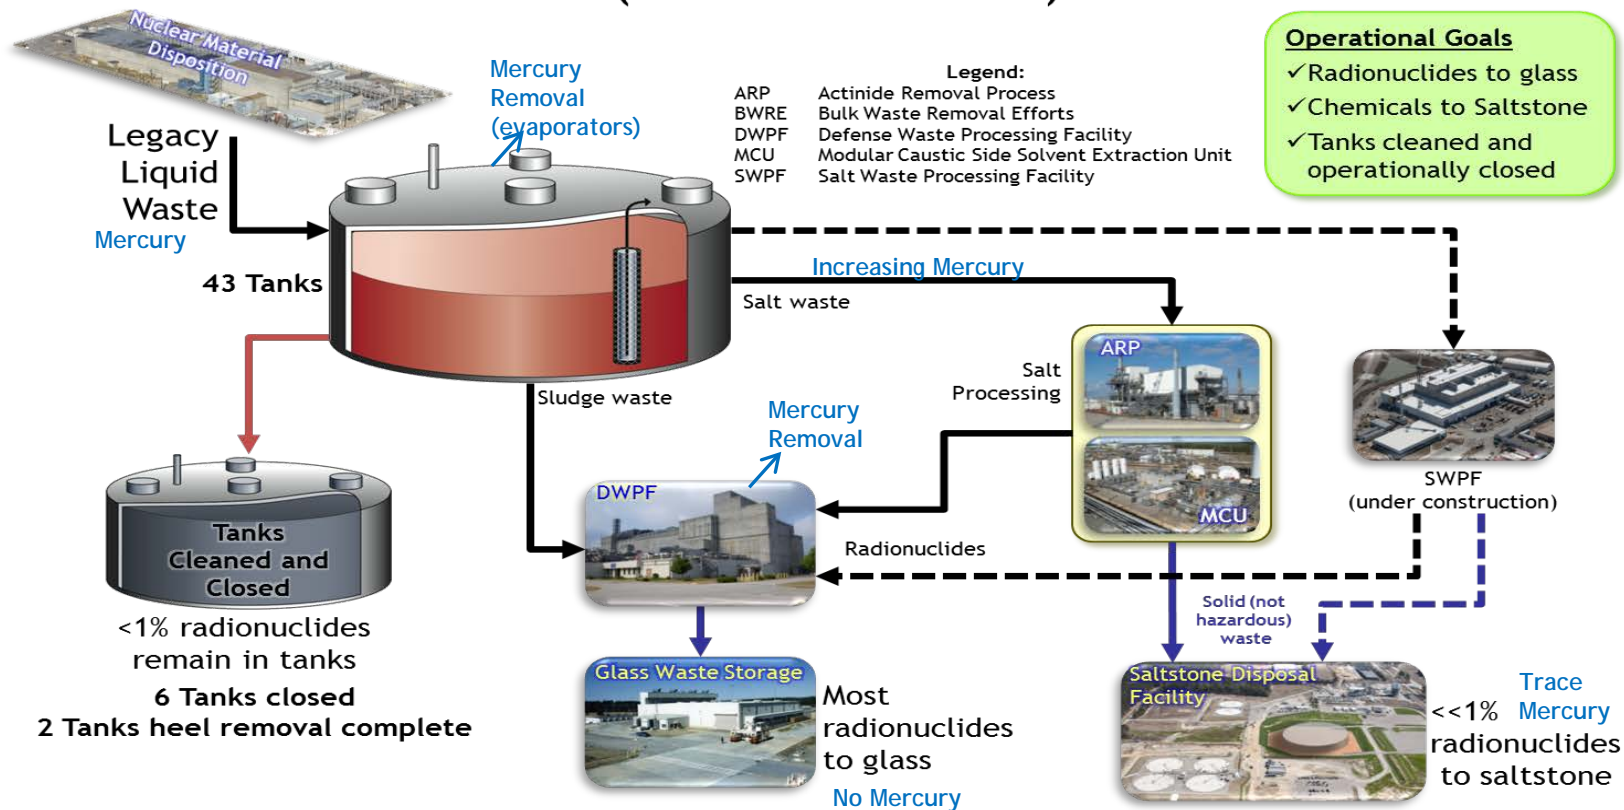 Nuclear Material
Disposition
Legacy
Liquid
Waste
Mercury
43 Tanks
Mercury
Removal
(evaporators)
Legend:
ARP Actinide Removal Process
BWRE Bulk Waste Removal Efforts
DWPF Defense Waste Processing Facility
MCU Modular Caustic Side Solvent Extraction Unit
SWPF Salt Waste Processing Facility
Operational Goals
✓Radionuclides to glass
✓Chemicals to Saltstone
✓Tanks cleaned and
operationally closed
Increasing Mercury
Salt waste
Sludge waste
Salt
Processing
ARP
MCU
SWPF
(under construction)
Mercury
Removal
DWPF
Radionuclides
Solid (not
hazardous)
waste
Tanks
Cleaned and
Closed
<1% radionuclides
remain in tanks
6 Tanks closed
2 Tanks heel removal complete
Glass Waste Storage
Most
radionuclides
to glass
No Mercury
Saltstone Disposal
Facility
Trace
Mercury
<<1%
radionuclides
to saltstone